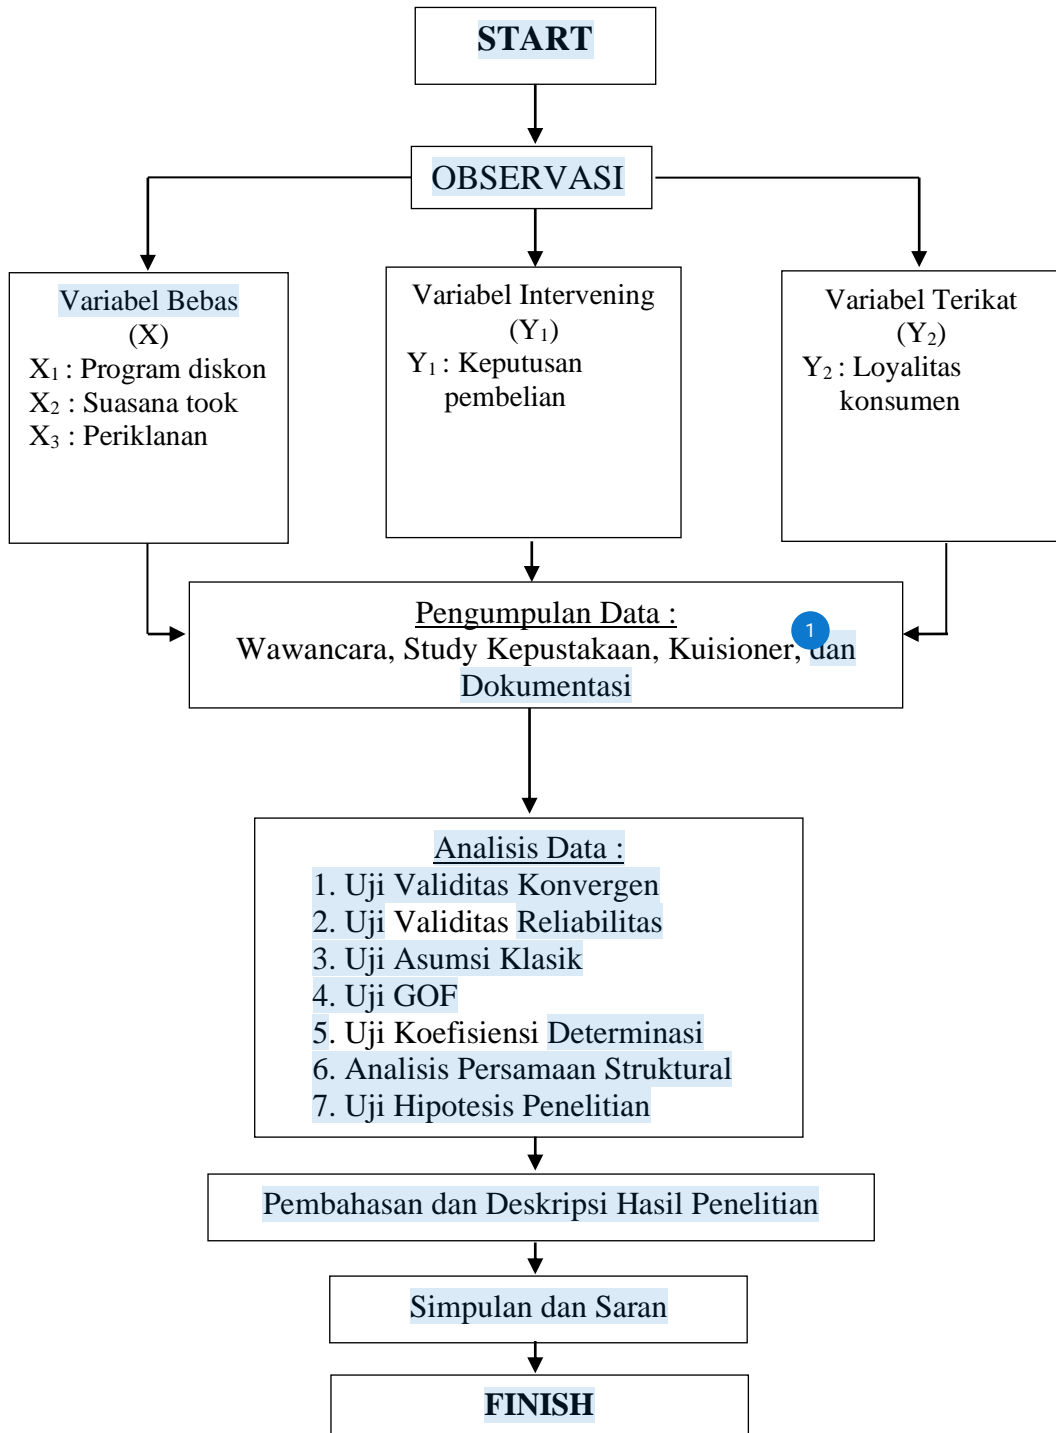 START
OBSERVASI
Variabel Bebas
(X)
X₁ : Program diskon
X₂ : Suasana took
X₃ : Periklanan
Variabel Intervening
(Y₁)
Y₁ : Keputusan
pembelian
Variabel Terikat
(Y₂)
Y₂ : Loyalitas
konsumen
Pengumpulan Data :
1
Wawancara, Study Kepustakaan, Kuisioner, dan
Dokumentasi
Analisis Data :
1. Uji Validitas Konvergen
2. Uji Validitas Reliabilitas
3. Uji Asumsi Klasik
4. Uji GOF
5. Uji Koefisiensi Determinasi
6. Analisis Persamaan Struktural
7. Uji Hipotesis Penelitian
Pembahasan dan Deskripsi Hasil Penelitian
Simpulan dan Saran
FINISH